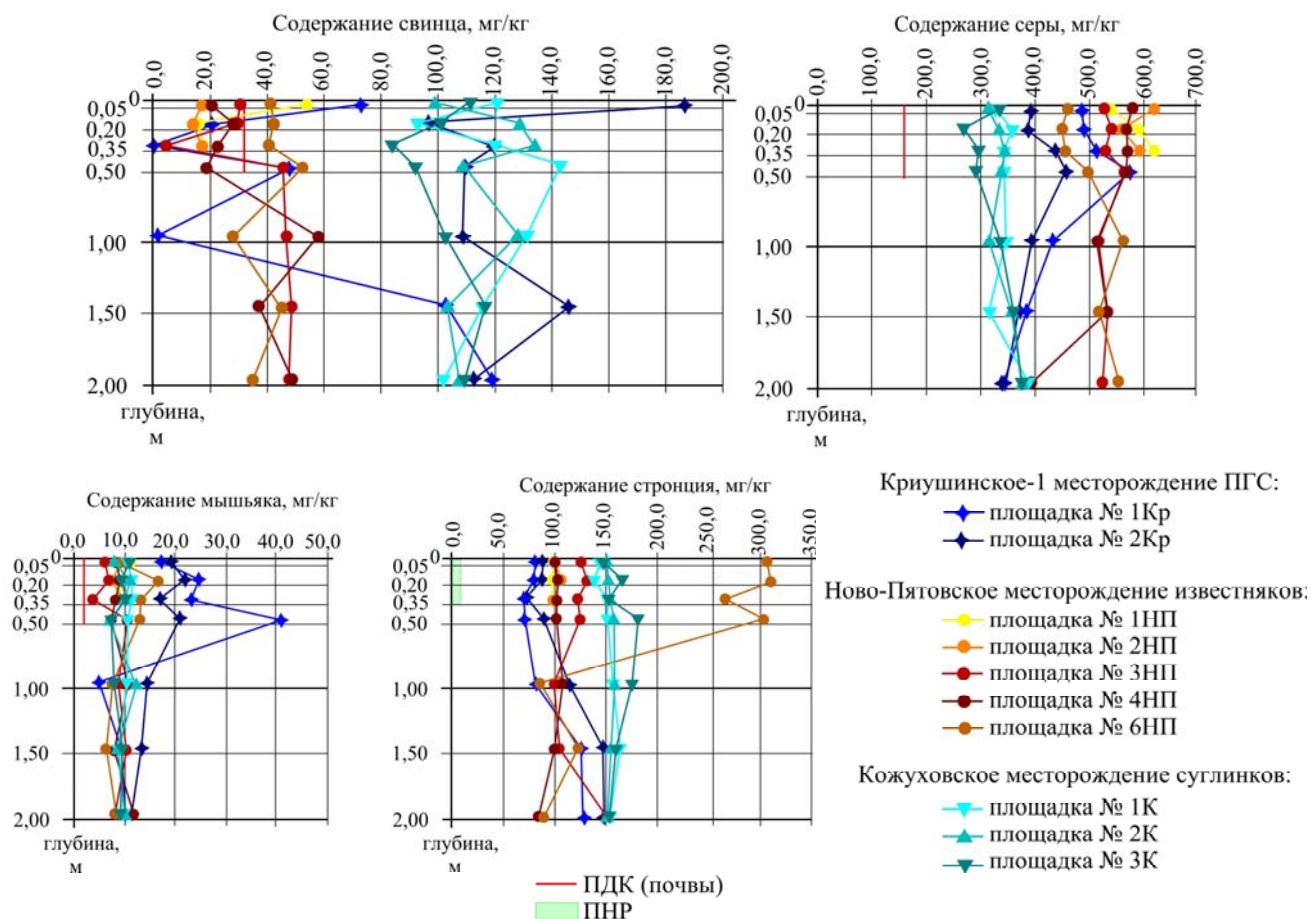 Содержание свинца, мг/кг
0,0
20,0
40,0
60,0
80,0
100,0
120,0
140,0
160,0
180,0
200,0
0
0,05
0,20
0,35
0,50
1,00
1,50
2,00
глубина,
м
Содержание серы, мг/кг
0,0
100,0
200,0
300,0
400,0
500,0
600,0
700,0
0
0,05
0,20
0,35
0,50
1,00
1,50
2,00
глубина,
м
Содержание мышьяка, мг/кг
0,0
10,0
20,0
30,0
40,0
50,0
0
0,05
0,20
0,35
0,50
1,00
1,50
2,00
глубина,
м
Содержание стронция, мг/кг
0,0
50,0
100,0
150,0
200,0
250,0
300,0
350.0
0
0,05
0,20
0,35
0,50
1,00
1,50
2,00
глубина,
м
Криушинское-1 месторождение ПГС:
площадка № 1Кр
площадка № 2Кр
Ново-Пятовское месторождение известняков:
площадка № 1НП
площадка № 2НП
площадка № 3НП
площадка № 4НП
площадка № 6НП
Кожуховское месторождение суглинков:
площадка № 1К
площадка № 2К
площадка № 3К
ПДК (почвы)
ПНР